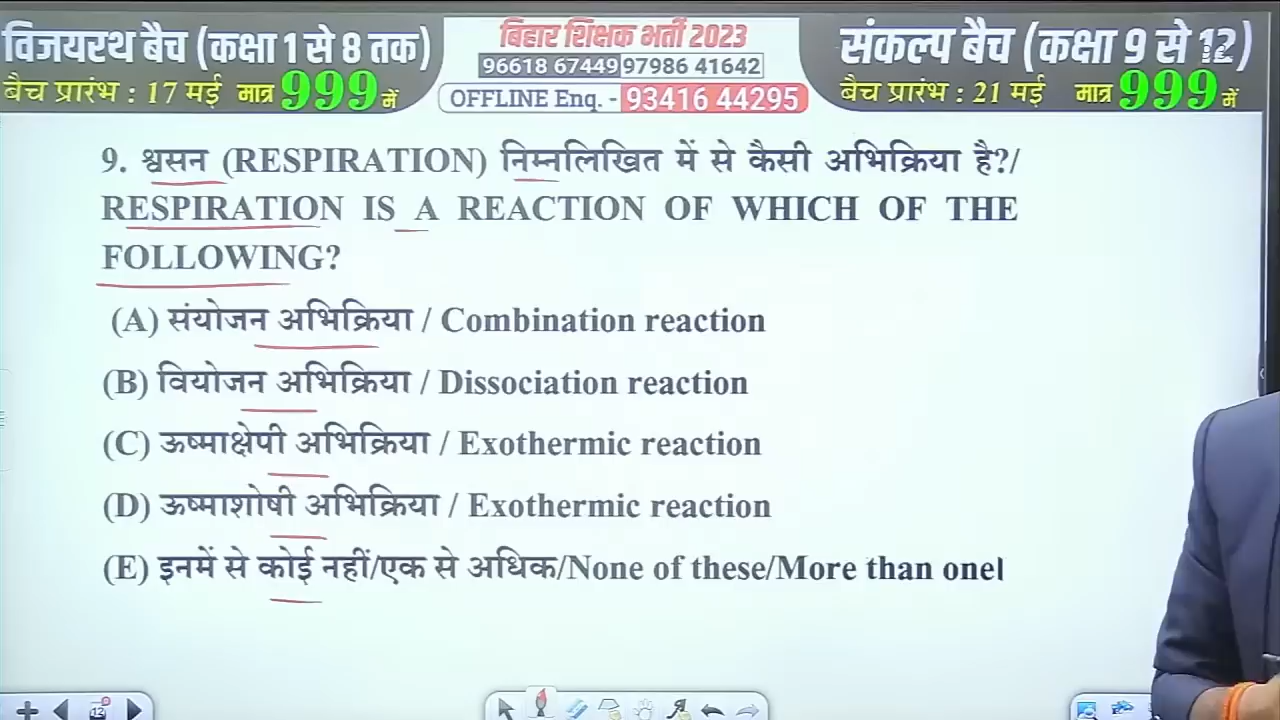 विजयरथ बैच (कक्षा 1 से 8 तक)
बैच प्रारंभ : 17 मई मात्र 999 में
बिहार शिक्षक भर्ती 2023
96618 67449 97986 41642
OFFLINE Enq. - 93416 44295
संकल्प बैच (कक्षा 9 से 12)
बैच प्रारंभ : 21 मई मात्र 999 में
9. श्वसन (RESPIRATION) निम्नलिखित में से कैसी अभिक्रिया है?/
RESPIRATION IS A REACTION OF WHICH OF THE
FOLLOWING?
(A) संयोजन अभिक्रिया / Combination reaction
(B) वियोजन अभिक्रिया / Dissociation reaction
(C) ऊष्माक्षेपी अभिक्रिया / Exothermic reaction
(D) ऊष्माशोषी अभिक्रिया / Exothermic reaction
(E) इनमें से कोई नहीं/एक से अधिक/None of these/More than one
12